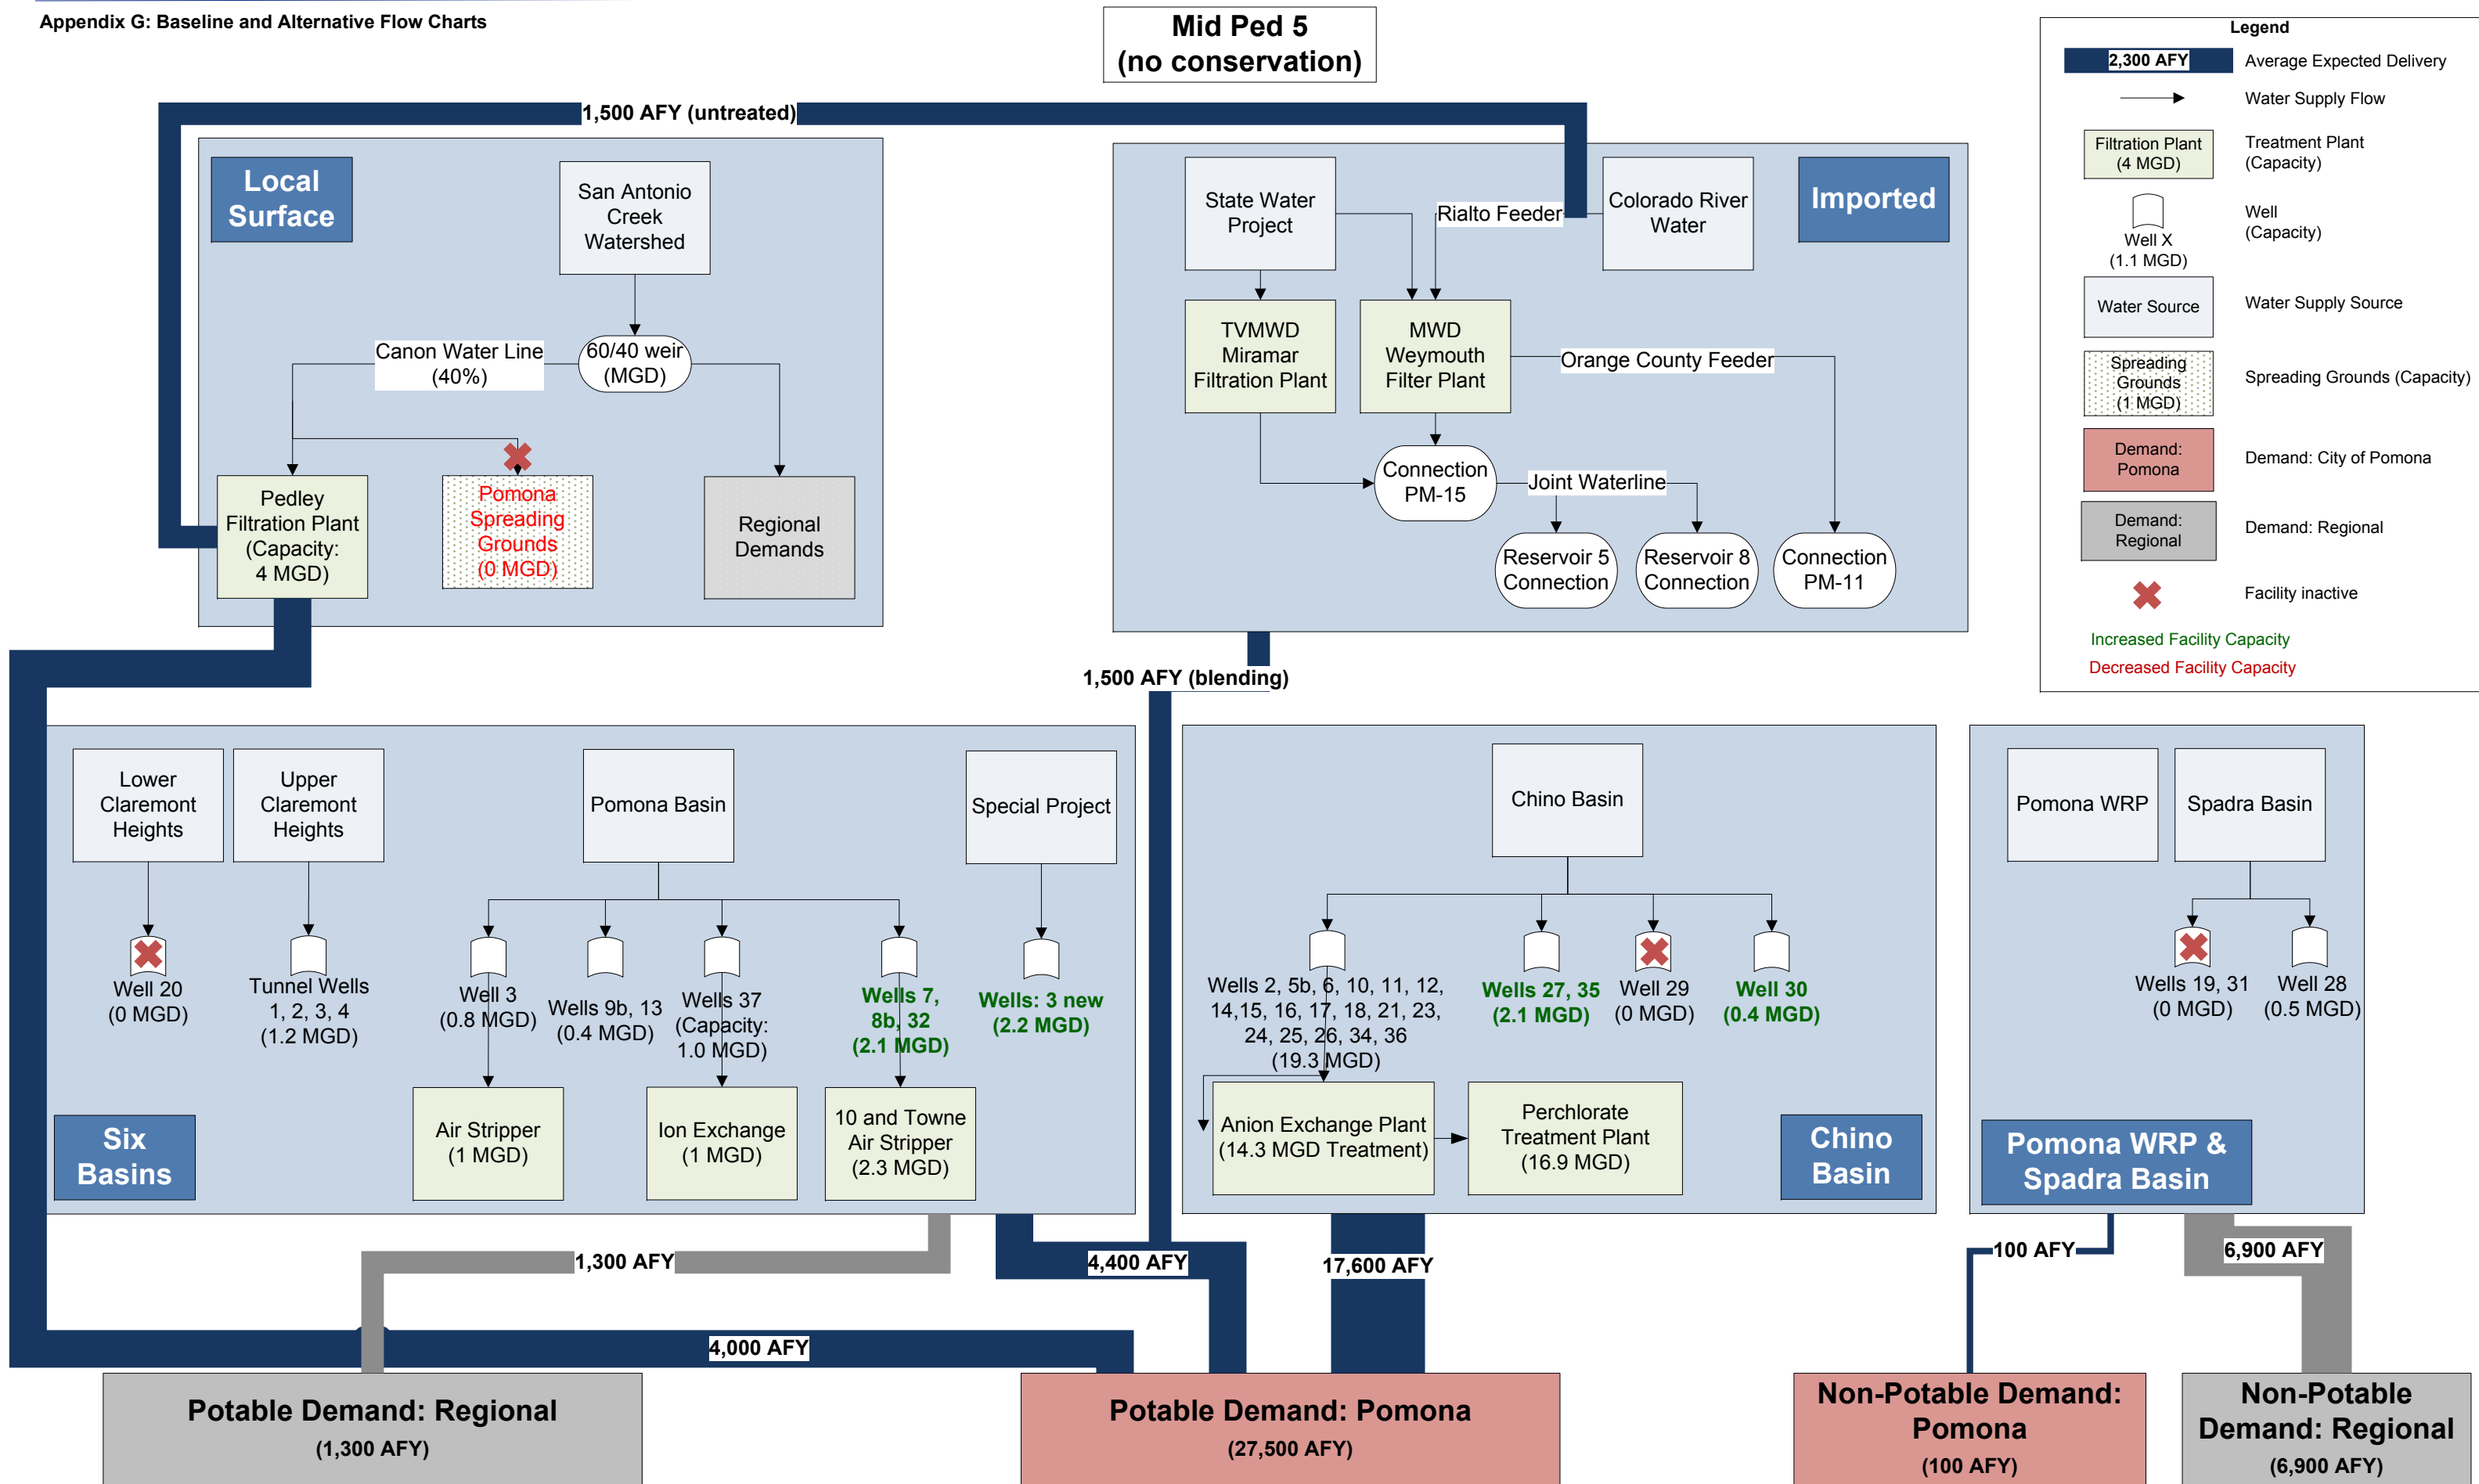 Appendix G: Baseline and Alternative Flow Charts
Mid Ped 5
(no conservation)
Legend
2,300 AFY
Average Expected Delivery
Water Supply Flow
Filtration Plant
(4 MGD)
Treatment Plant
(Capacity)
Well X
(1.1 MGD)
Well
(Capacity)
Water Source
Water Supply Source
Spreading
Grounds
(1 MGD)
Spreading Grounds (Capacity)
Demand:
Pomona
Demand: City of Pomona
Demand:
Regional
Demand: Regional
Facility inactive
Increased Facility Capacity
Decreased Facility Capacity
1,500 AFY (untreated)
Local
Surface
San Antonio
Creek
Watershed
Canon Water Line
(40%)
60/40 weir
(MGD)
Pedley
Filtration Plant
(Capacity:
4 MGD)
Pomona
Spreading
Grounds
(0 MGD)
Regional
Demands
State Water
Project
Rialto Feeder
Colorado River
Water
Imported
TVMWD
Miramar
Filtration Plant
MWD
Weymouth
Filter Plant
Orange County Feeder
Connection
PM-15
Joint Waterline
Reservoir 5
Connection
Reservoir 8
Connection
Connection
PM-11
1,500 AFY (blending)
Lower
Claremont
Heights
Upper
Claremont
Heights
Pomona Basin
Special Project
Well 20
(0 MGD)
Tunnel Wells
1, 2, 3, 4
(1.2 MGD)
Well 3
(0.8 MGD)
Wells 9b, 13
(0.4 MGD)
Wells 37
(Capacity:
1.0 MGD)
Wells 7,
8b, 32
(2.1 MGD)
Wells: 3 new
(2.2 MGD)
Six
Basins
Air Stripper
(1 MGD)
Ion Exchange
(1 MGD)
10 and Towne
Air Stripper
(2.3 MGD)
Chino Basin
Wells 2, 5b, 6, 10, 11, 12,
14,15, 16, 17, 18, 21, 23,
24, 25, 26, 34, 36
(19.3 MGD)
Wells 27, 35
(2.1 MGD)
Well 29
(0 MGD)
Well 30
(0.4 MGD)
Anion Exchange Plant
(14.3 MGD Treatment)
Perchlorate
Treatment Plant
(16.9 MGD)
Chino
Basin
Pomona WRP
Spadra Basin
Wells 19, 31
(0 MGD)
Well 28
(0.5 MGD)
Pomona WRP &
Spadra Basin
1,300 AFY
4,400 AFY
17,600 AFY
100 AFY
6,900 AFY
4,000 AFY
Potable Demand: Regional
(1,300 AFY)
Potable Demand: Pomona
(27,500 AFY)
Non-Potable Demand:
Pomona
(100 AFY)
Non-Potable
Demand: Regional
(6,900 AFY)